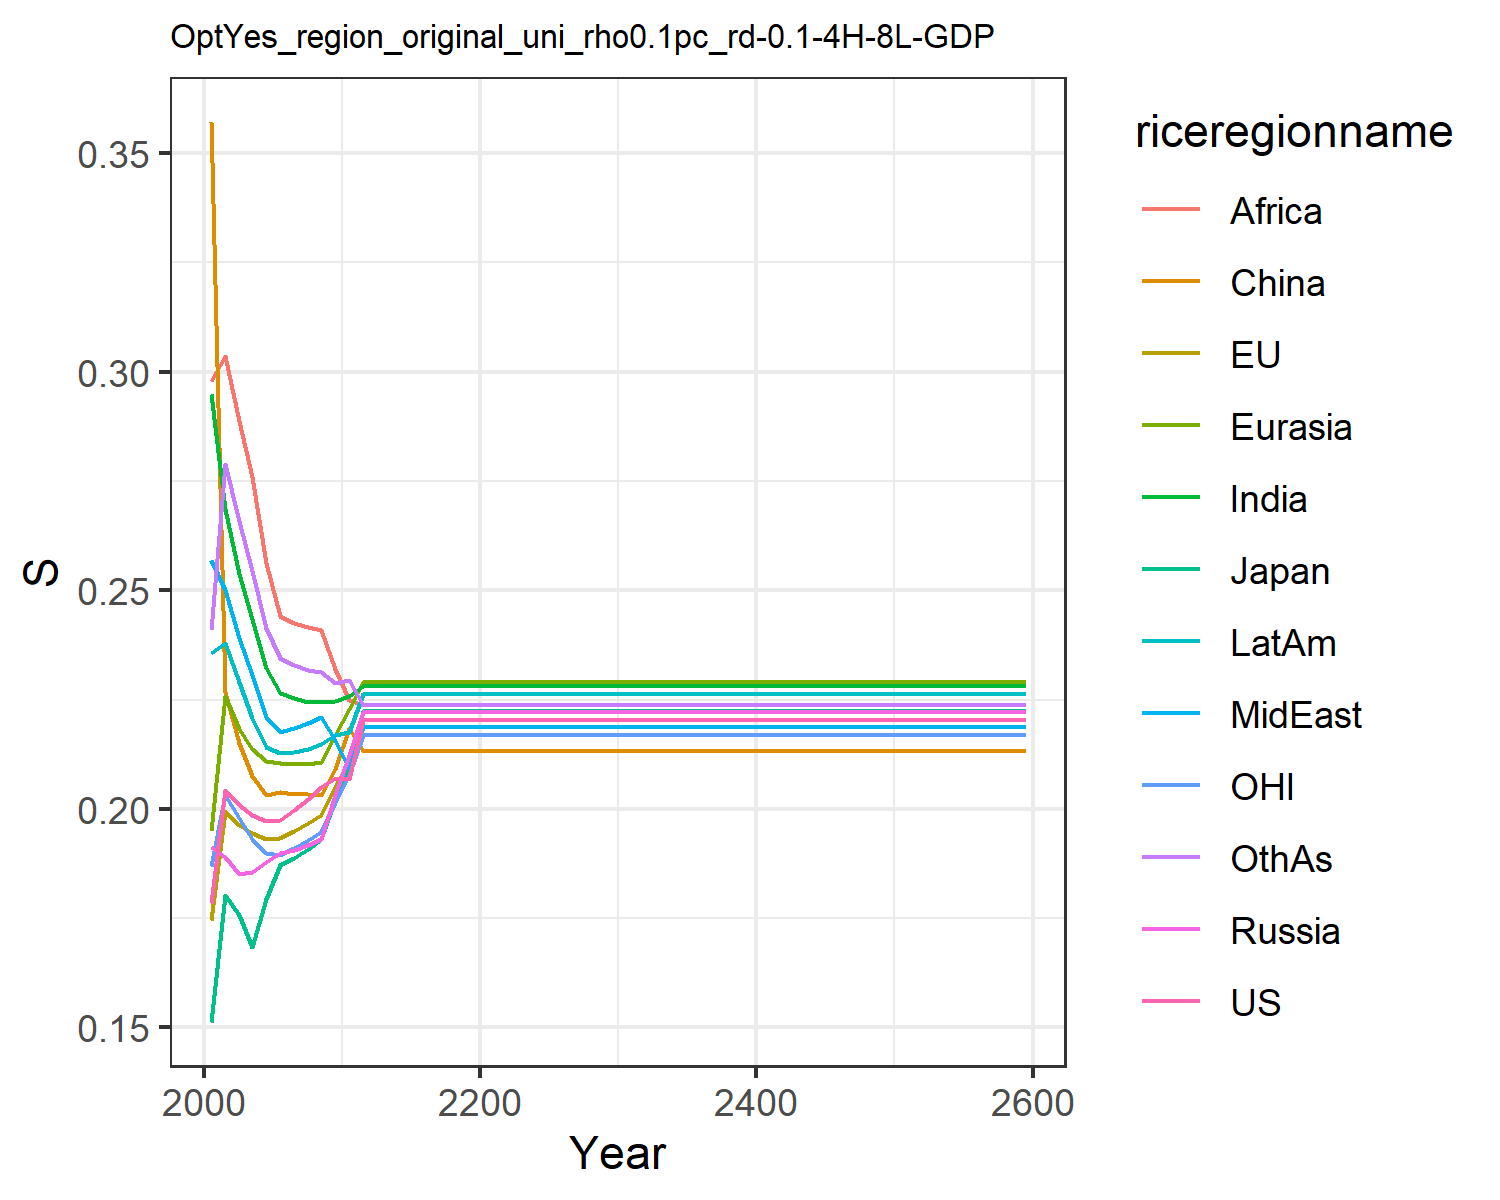 OptYes_region_original_uni_rho0.1pc_rd-0.1-4H-8L-GDP
riceregionname
Africa
China
EU
Eurasia
India
Japan
LatAm
MidEast
OHI
OthAs
Russia
US
S
0.35
0.30
0.25
0.20
0.15
2000 2200 2400 2600
Year